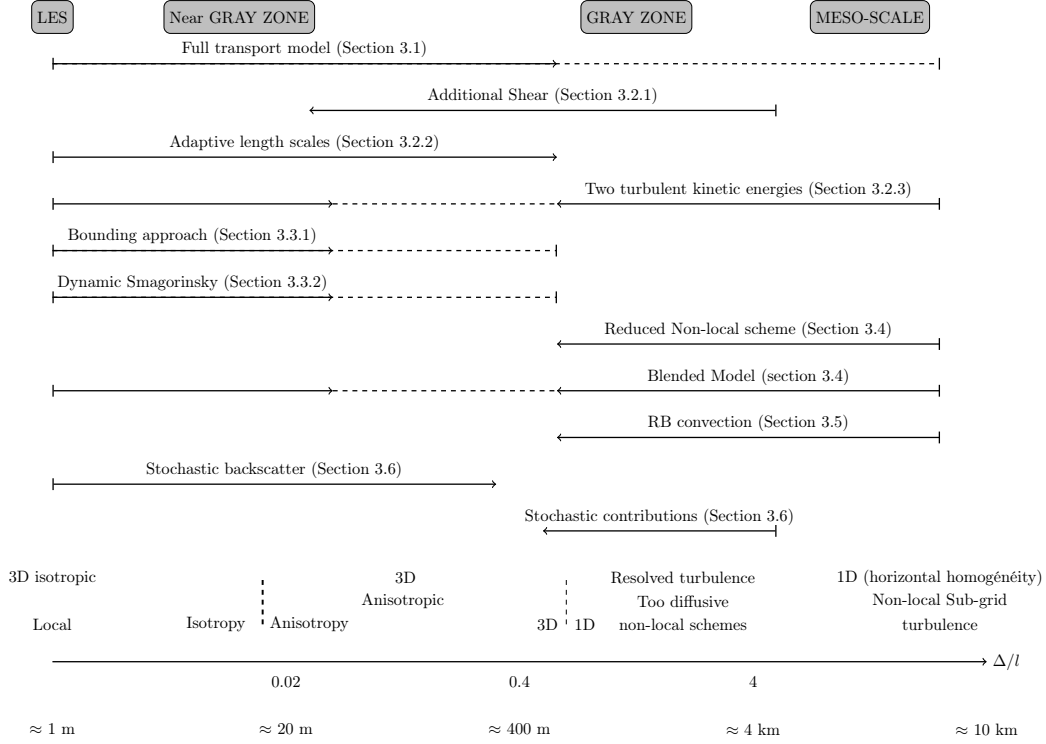 LES Near GRAY ZONE GRAY ZONE MESO-SCALE
Full transport model (Section 3.1)
Additional Shear (Section 3.2.1)
Adaptive length scales (Section 3.2.2)
Two turbulent kinetic energies (Section 3.2.3)
Bounding approach (Section 3.3.1)
Dynamic Smagorinsky (Section 3.3.2)
Reduced Non-local scheme (Section 3.4)
Blended Model (section 3.4)
RB convection (Section 3.5)
Stochastic backscatter (Section 3.6)
Stochastic contributions (Section 3.6)
3D isotropic 3D Resolved turbulence 1D (horizontal homogénéity)
Anisotropic Too diffusive Non-local Sub-grid
Local Isotropy Anisotropy 3D 1D non-local schemes turbulence
Δ/l
0.02 0.4 4
≈ 1 m ≈ 20 m ≈ 400 m ≈ 4 km ≈ 10 km